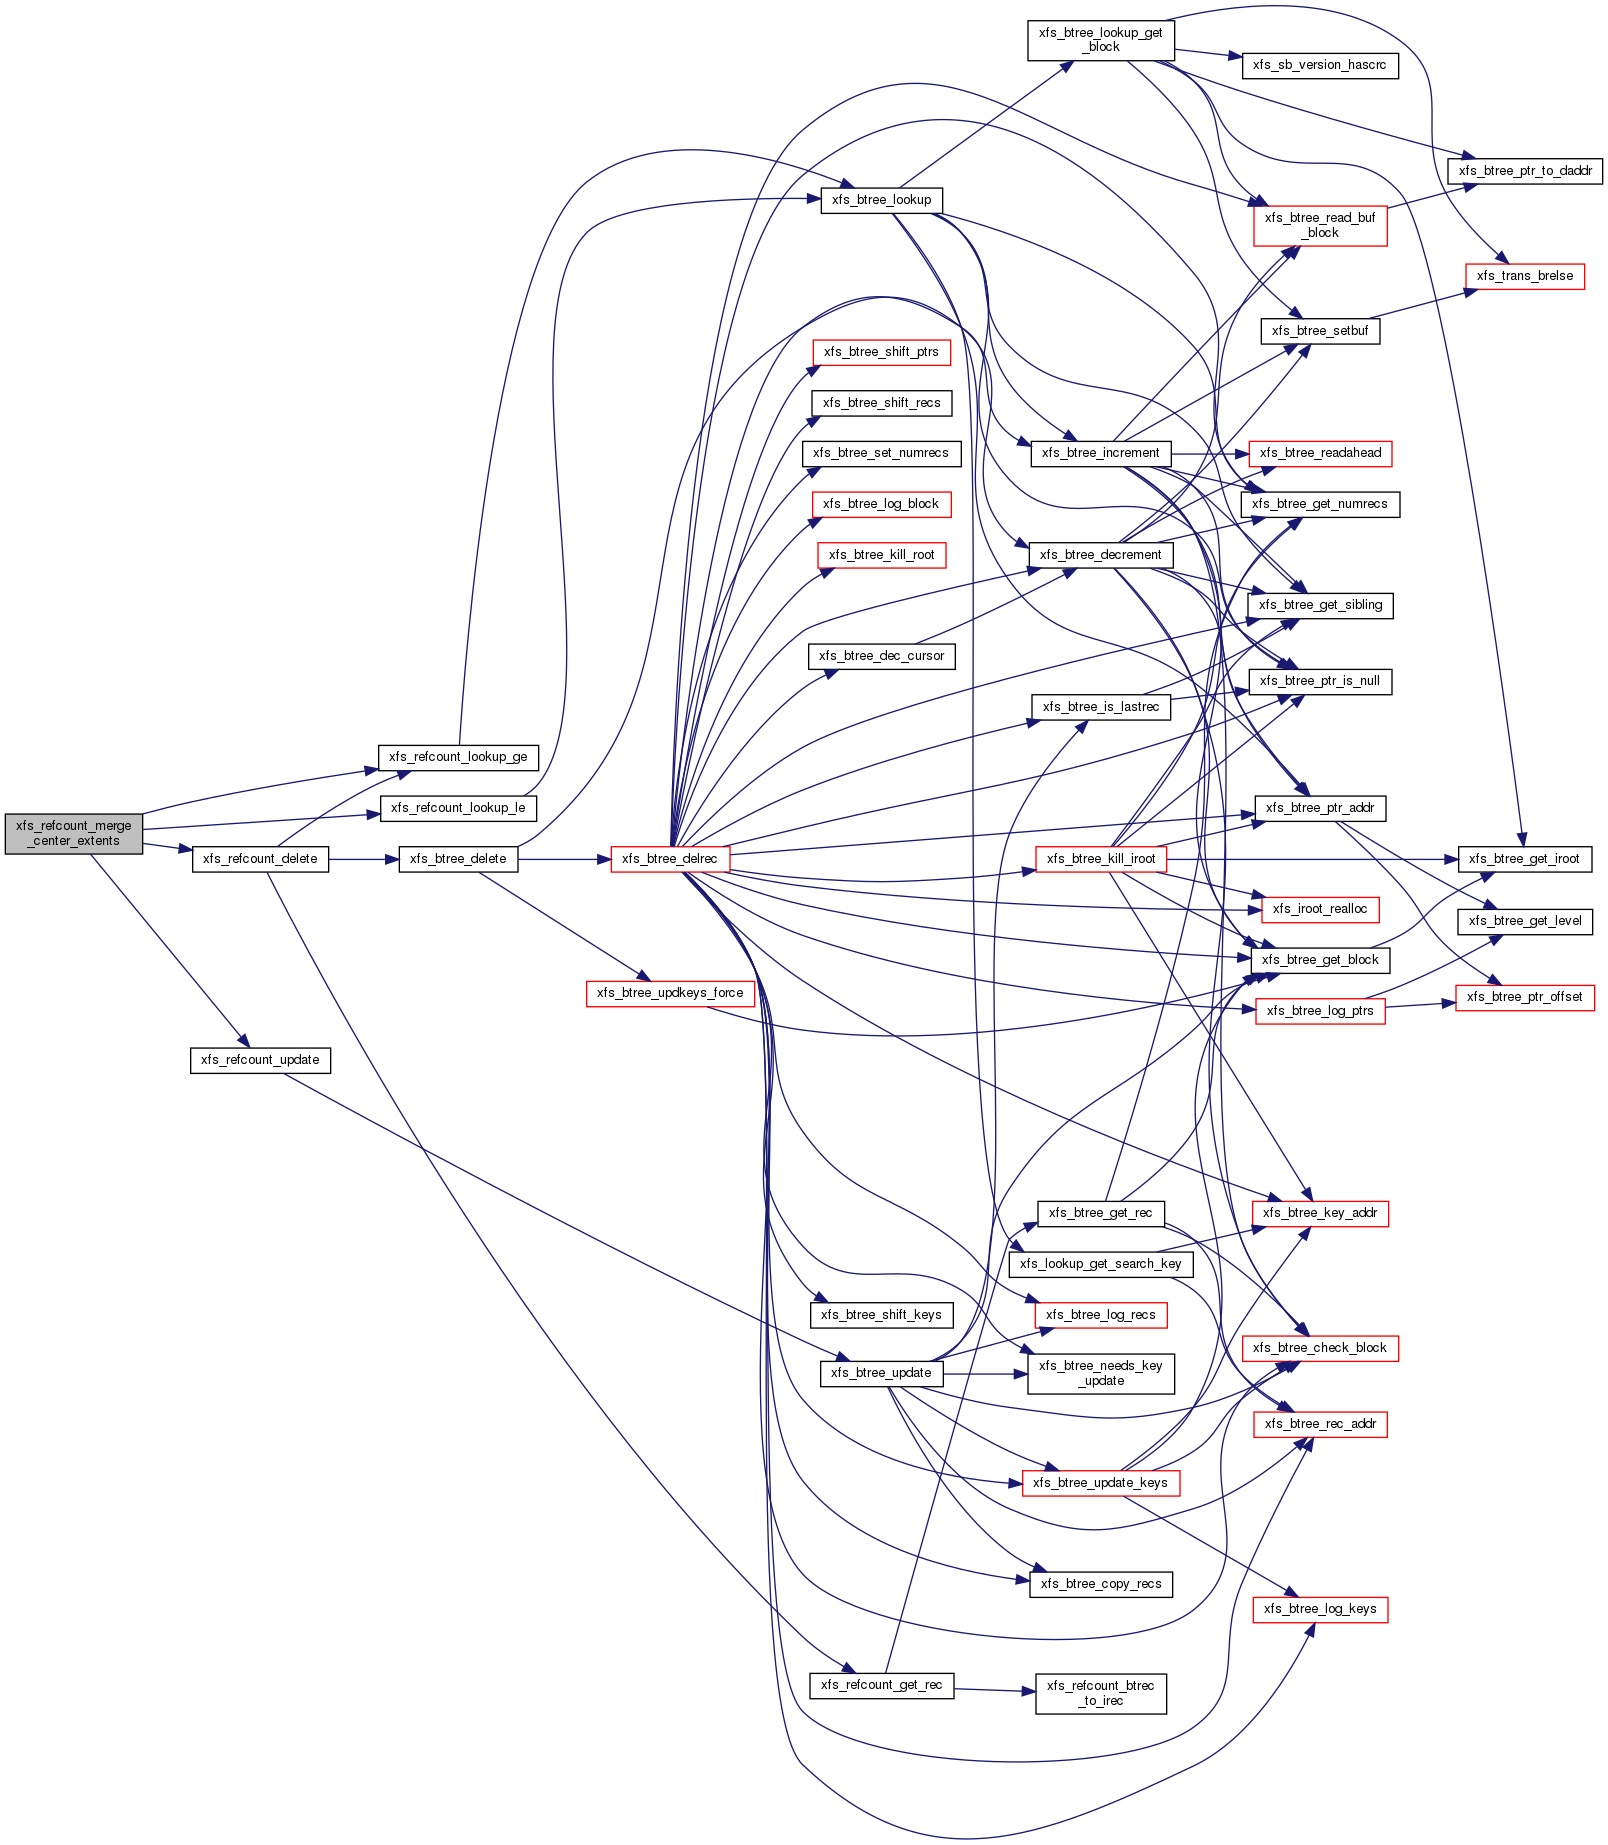 xfs_btree_lookup_get
_block
xfs_sb_version_hascrc
xfs_btree_ptr_to_daddr
xfs_btree_lookup
xfs_btree_read_buf
_block
xfs_trans_brelse
xfs_btree_setbuf
xfs_btree_shift_ptrs
xfs_btree_shift_recs
xfs_btree_set_numrecs
xfs_btree_increment
xfs_btree_readahead
xfs_btree_log_block
xfs_btree_get_numrecs
xfs_btree_kill_root
xfs_btree_decrement
xfs_btree_get_sibling
xfs_btree_dec_cursor
xfs_btree_ptr_is_null
xfs_btree_is_lastrec
xfs_refcount_lookup_ge
xfs_refcount_lookup_le
xfs_btree_ptr_addr
xfs_refcount_merge
_center_extents
xfs_refcount_delete
xfs_btree_delete
xfs_btree_delrec
xfs_btree_kill_iroot
xfs_btree_get_iroot
xfs_iroot_realloc
xfs_btree_get_level
xfs_btree_get_block
xfs_btree_updkeys_force
xfs_btree_log_ptrs
xfs_btree_ptr_offset
xfs_refcount_update
xfs_btree_get_rec
xfs_btree_key_addr
xfs_lookup_get_search_key
xfs_btree_shift_keys
xfs_btree_log_recs
xfs_btree_check_block
xfs_btree_update
xfs_btree_needs_key
_update
xfs_btree_rec_addr
xfs_btree_update_keys
xfs_btree_copy_recs
xfs_btree_log_keys
xfs_refcount_get_rec
xfs_refcount_btrec
_to_irec